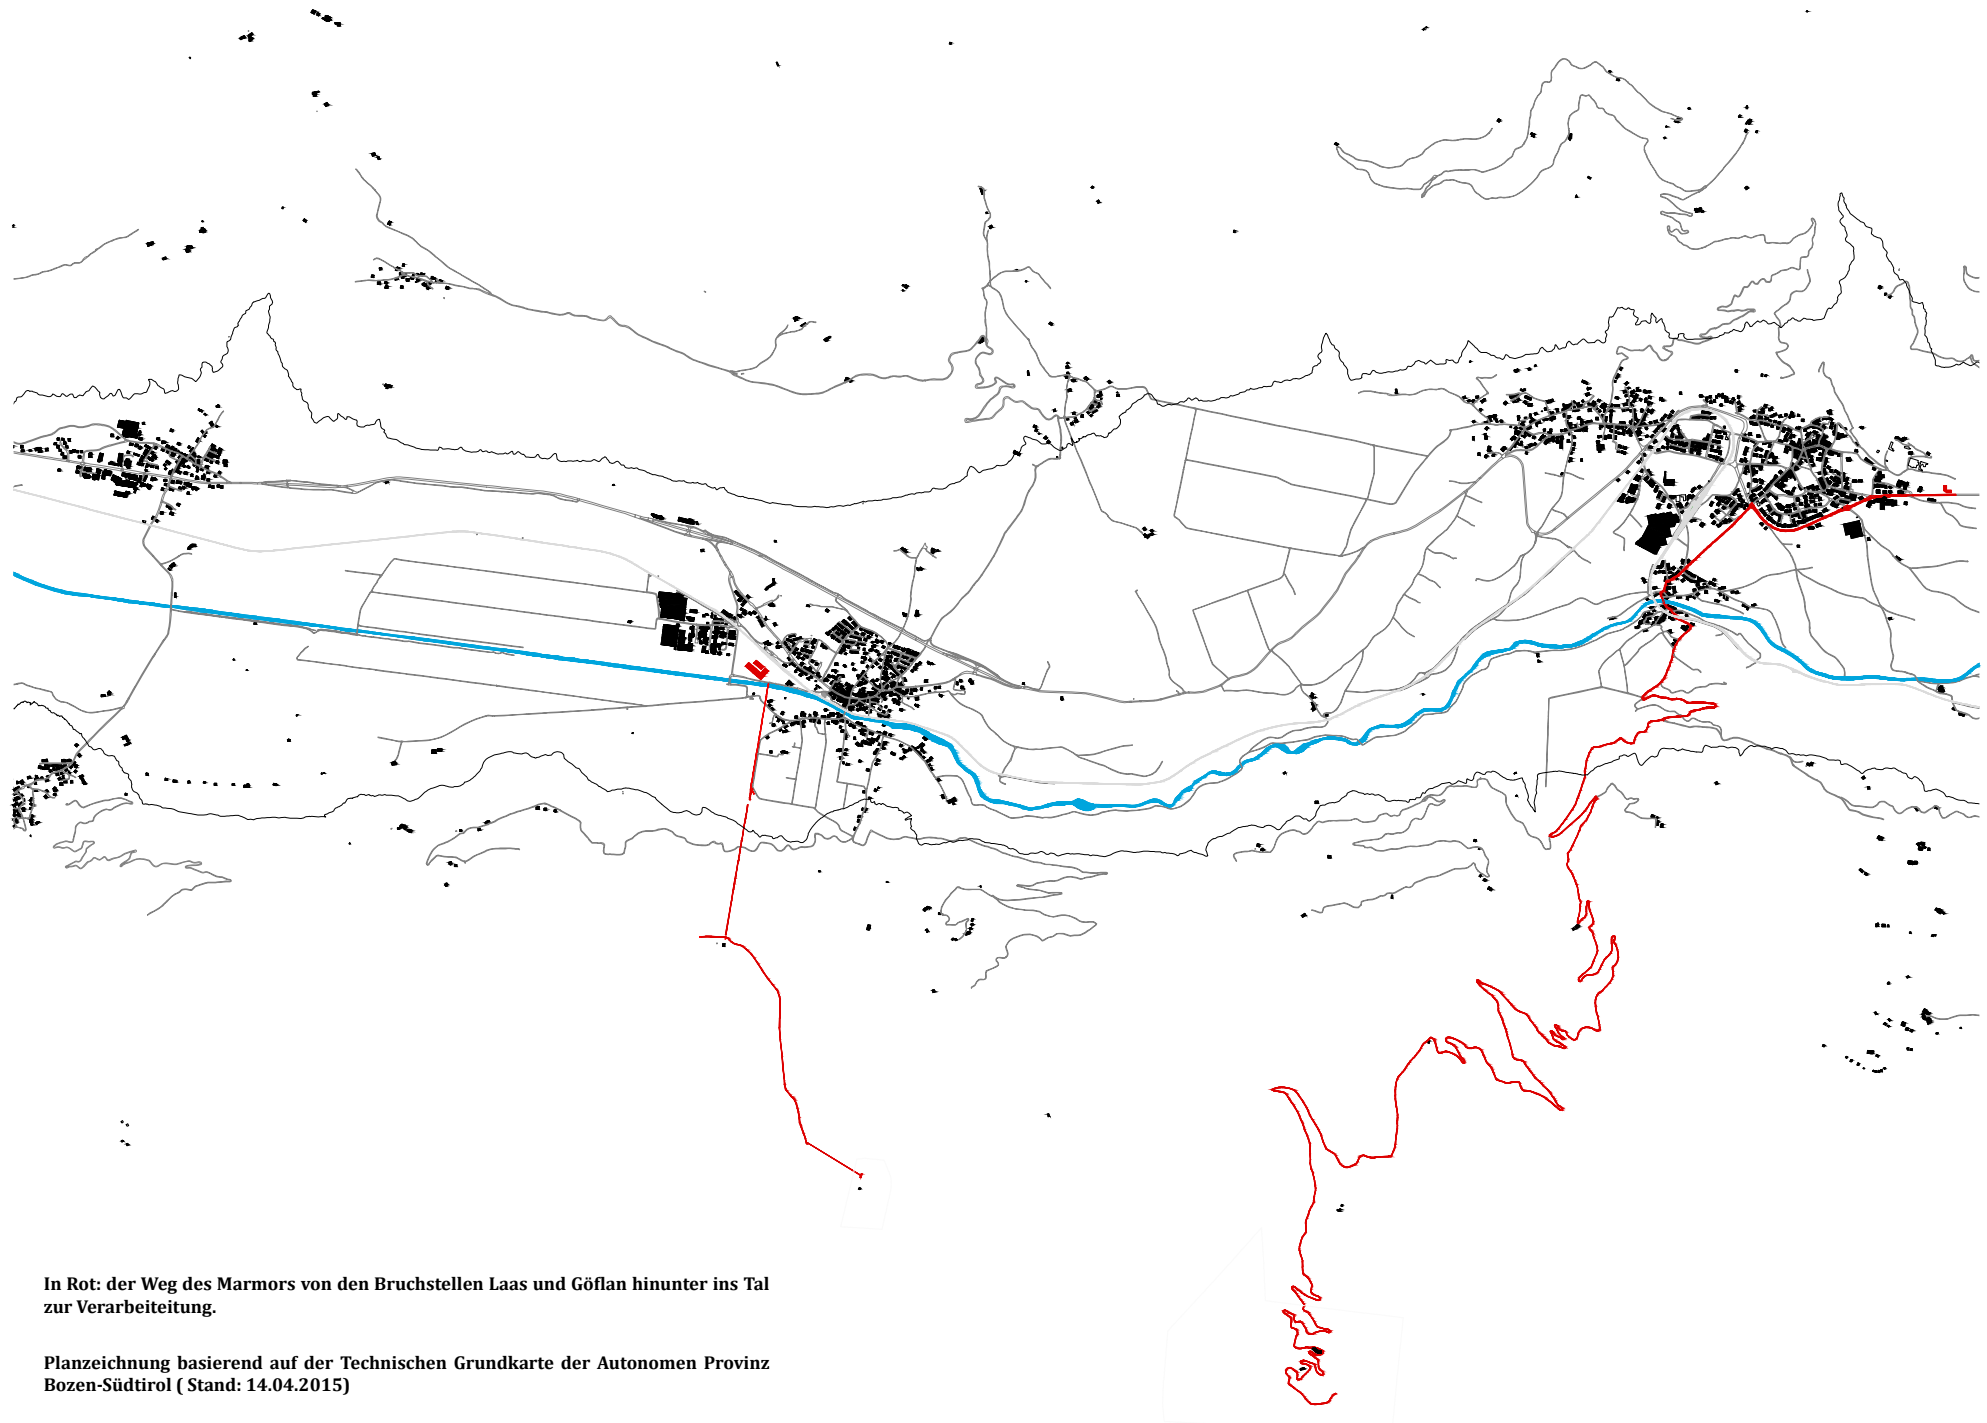 In Rot: der Weg des Marmors von den Bruchstellen Laas und Göflan hinunter ins Tal
zur Verarbeiteitung.
Planzeichnung basierend auf der Technischen Grundkarte der Autonomen Provinz
Bozen-Südtirol ( Stand: 14.04.2015)